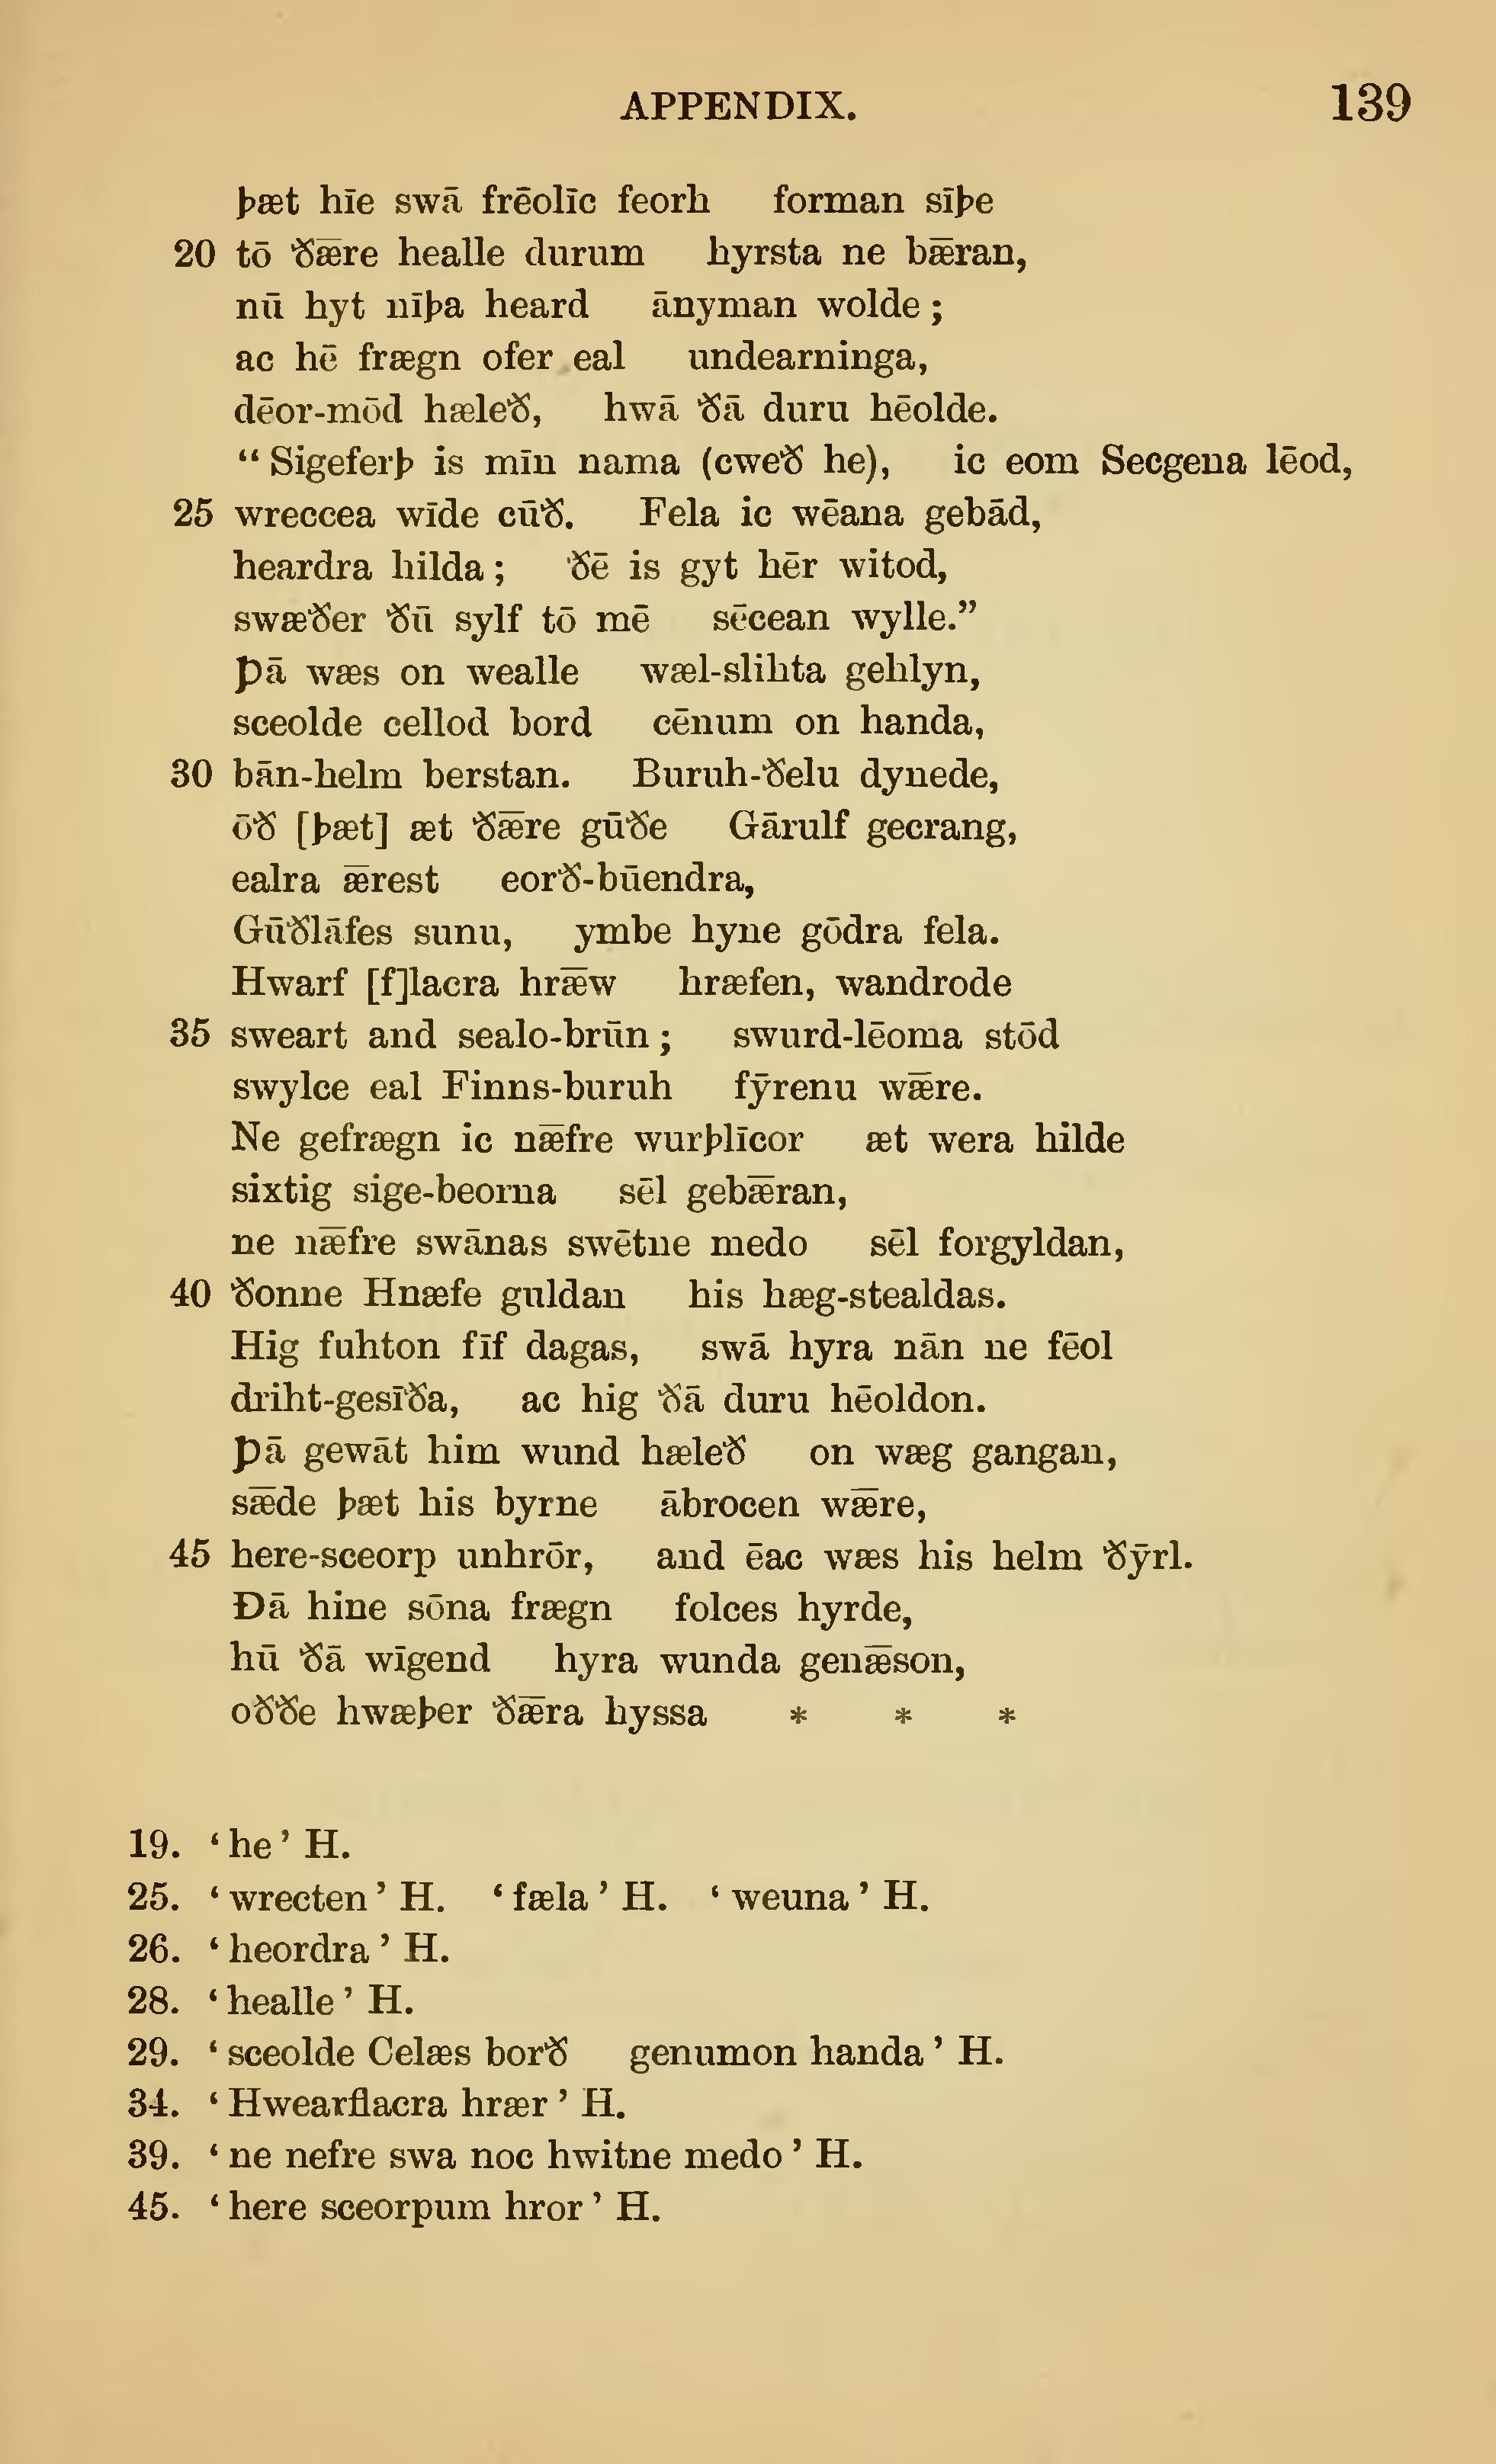 APPENDIX. 139
þæt hīe swā frēolīc feorh forman sīþe
20 tō ðǣre healle durum hyrsta ne bǣran,
nū hyt nīþa heard ānyman wolde ;
ac hē frægn ofer eal undearninga,
dēor-mōd hæleð, hwā ðā duru hēolde.
“ Sigeferþ is mīn nama (cweð he), ic eom Secgena lēod,
25 wreccea wīde cūð. Fela ic wēana gebād,
heardra hilda ; ðē is gyt hēr witod,
swæðer ðū sylf tō mē sēcean wylle.”
Þā wæs on wealle wæl-slihta gehlyn,
sceolde cellod bord cēnum on handa,
30 bān-helm berstan. Buruh-ðelu dynede,
ōð [þæt] æt ðǣre gūðe Gārulf gecrang,
ealra ǣrest eorð-būendra,
Gūðlāfes sunu, ymbe hyne gōdra fela.
Hwarf [f]lacra hrǣw hræfen, wandrode
35 sweart and sealo-brūn ; swurd-lēoma stōd
swylce eal Finns-buruh fȳrenu wǣre.
Ne gefrægn ic nǣfre wurþlīcor æt wera hilde
sixtig sige-beorna sēl gebǣran,
ne nǣfre swānas swētne medo sēl forgyldan,
40 ðonne Hnæfe guldan his hæg-stealdas.
Hig fuhton fīf dagas, swā hyra nān ne fēol
driht-gesīða, ac hig ðā duru hēoldon.
Þā gewāt him wund hæleð on wæg gangan,
sǣde þæt his byrne ābrocen wǣre,
45 here-sceorp unhrōr, and ēac wæs his helm ðȳrl.
Ðā hine sōna frægn folces hyrde,
hū ðā wīgend hyra wunda genǣson,
oððe hwæþer ðǣra hyssa * * *
19. ‘ he ’ H.
25. ‘ wrecten ’ H. ‘ fæla ’ H. ‘ weuna ’ H.
26. ‘ heordra ’ H.
28. ‘ healle ’ H.
29. ‘ sceolde Celæs borð genumon handa ’ H.
34. ‘ Hwearflacra hrær ’ H.
39. ‘ ne nefre swa noc hwitne medo ’ H.
45. ‘ here sceorpum hror ’ H.